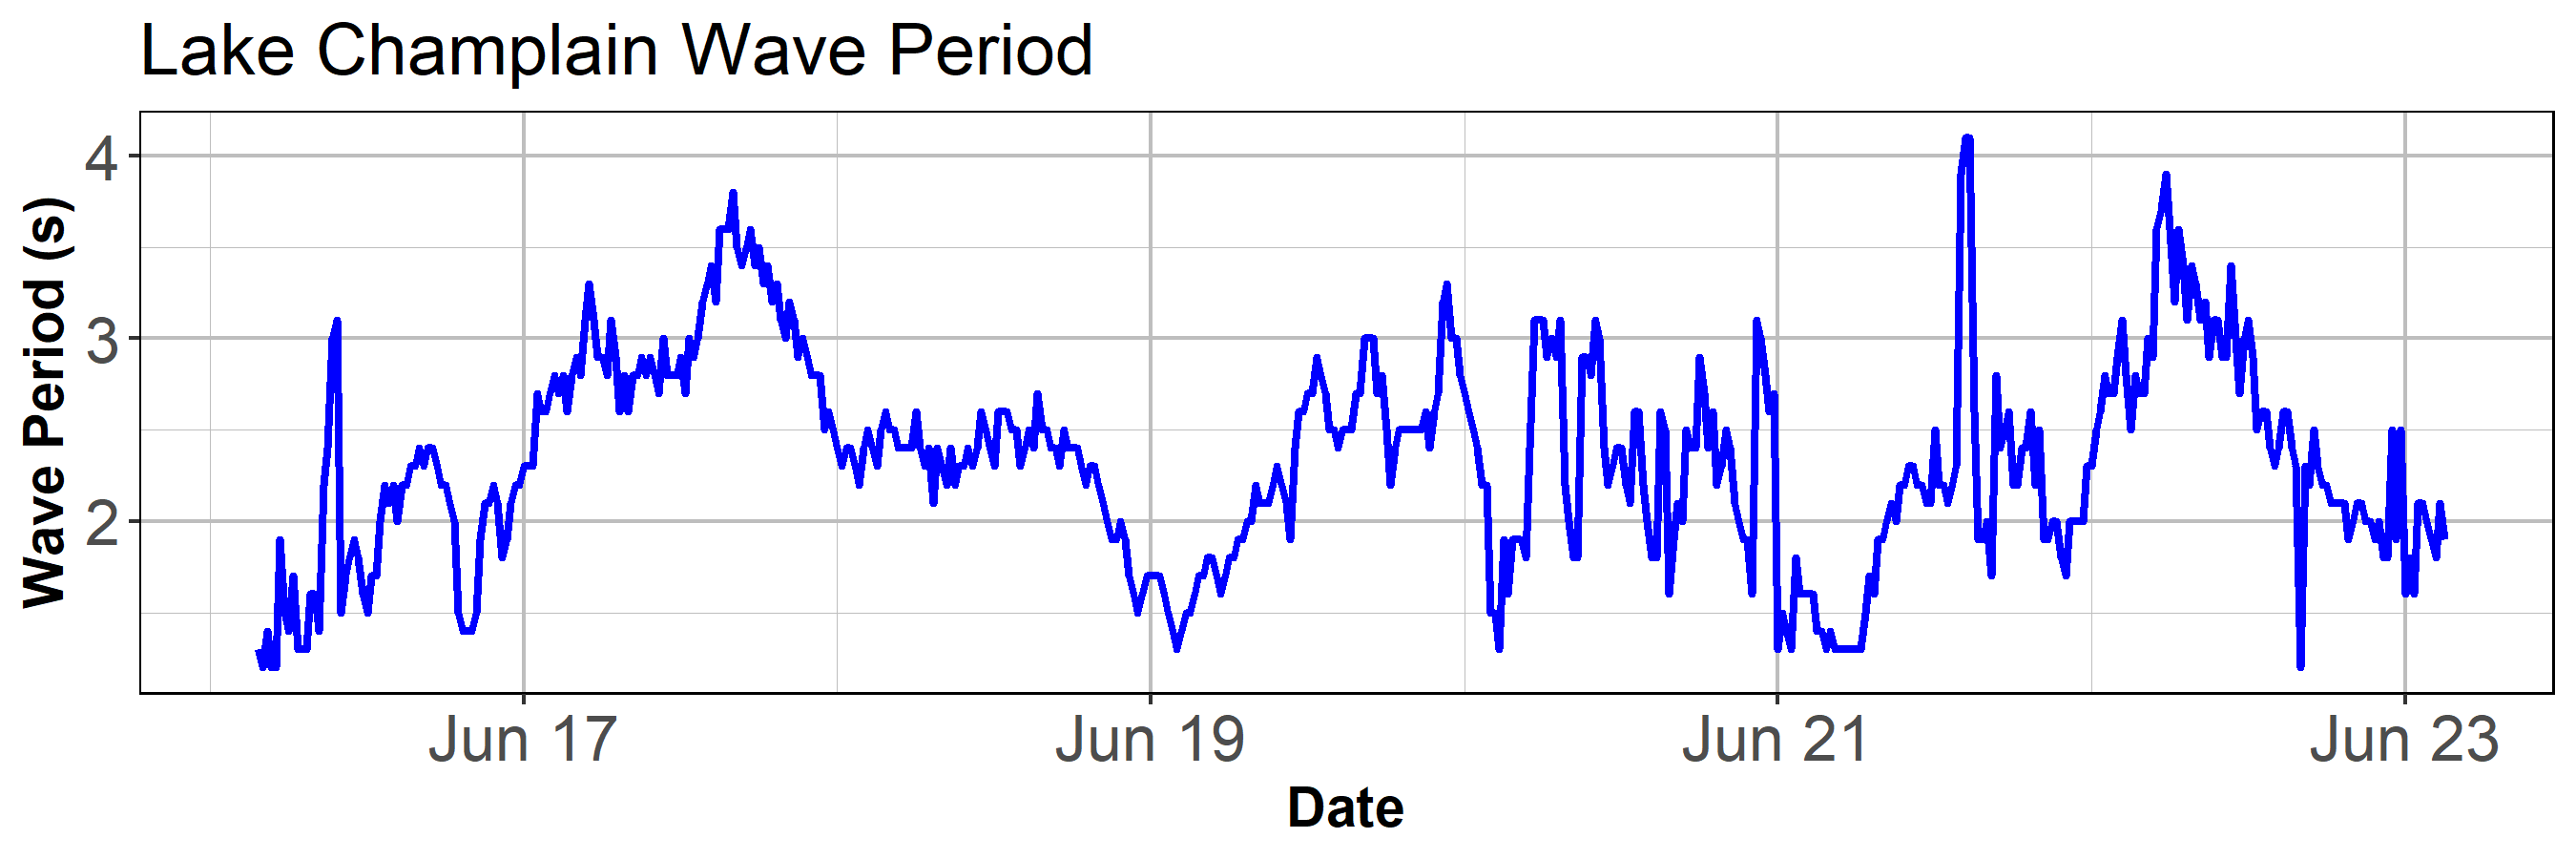 Lake Champlain Wave Period
Wave Period (s)
4
3
2
Jun 17 Jun 19 Jun 21 Jun 23
Date